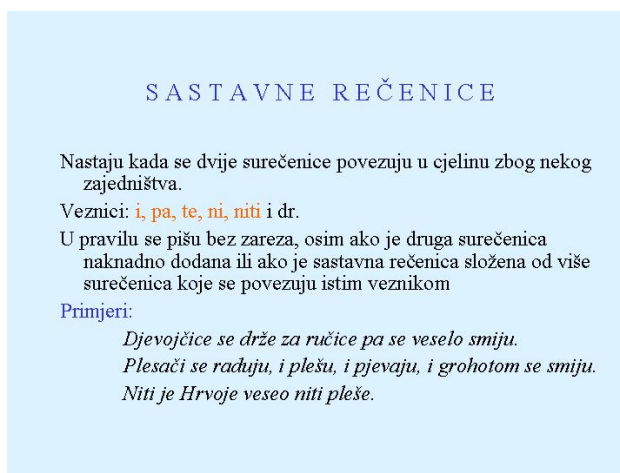 SASTAVNE REČENICE
Nastaju kada se dvije surečenice povezuju u cjelinu zbog nekog
zajedništva.
Veznici: i, pa, te, ni, niti i dr.
U pravilu se pišu bez zareza, osim ako je druga surečenica
naknadno dodana ili ako je sastavna rečenica složena od više
surečenica koje se povezuju istim veznikom
Primjeri:
Djevojčice se drže za ručice pa se veselo smiju.
Plesači se raduju, i plešu, i pjevaju, i grohotom se smiju.
Niti je Hrvoje veseo niti pleše.